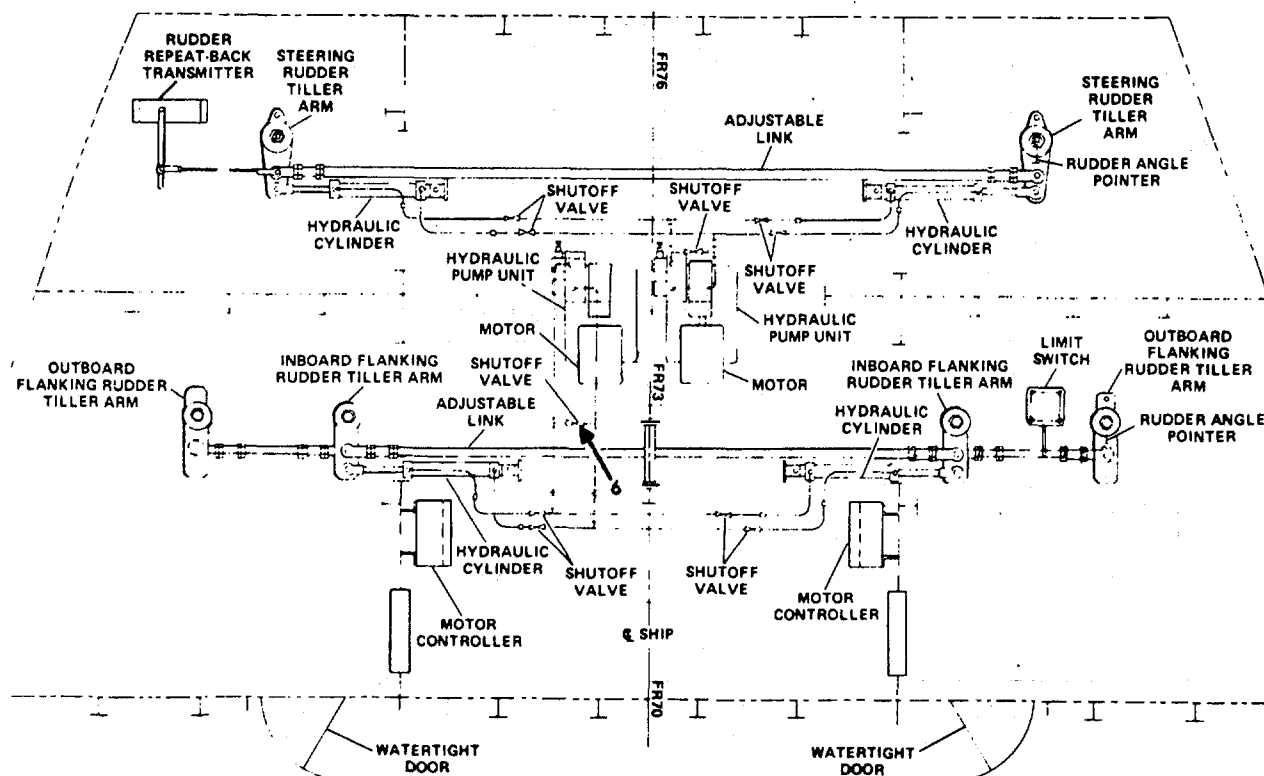 RUDDER
REPEAT-BACK
TRANSMITTER
STEERING
RUDDER
TILLER
ARM
FR76
ADJUSTABLE
LINK
STEERING
RUDDER
TILLER
ARM
RUDDER ANGLE
POINTER
SHUTOFF
VALVE
SHUTOFF
VALVE
HYDRAULIC
CYLINDER
HYDRAULIC
CYLINDER
HYDRAULIC
PUMP UNIT
SHUTOFF
VALVE
HYDRAULIC
PUMP UNIT
MOTOR
MOTOR
SHUTOFF
VALVE
FR73
OUTBOARD
FLANKING RUDDER
TILLER ARM
INBOARD FLANKING
RUDDER TILLER ARM
ADJUSTABLE
LINK
INBOARD FLANKING
RUDDER TILLER ARM
HYDRAULIC
CYLINDER
LIMIT
SWITCH
OUTBOARD
FLANKING
RUDDER TILLER
ARM
RUDDER ANGLE
POINTER
6
HYDRAULIC
CYLINDER
SHUTOFF
VALVE
SHUTOFF
VALVE
MOTOR
CONTROLLER
MOTOR
CONTROLLER
℄ SHIP
FR70
WATERTIGHT
DOOR
WATERTIGHT
DOOR